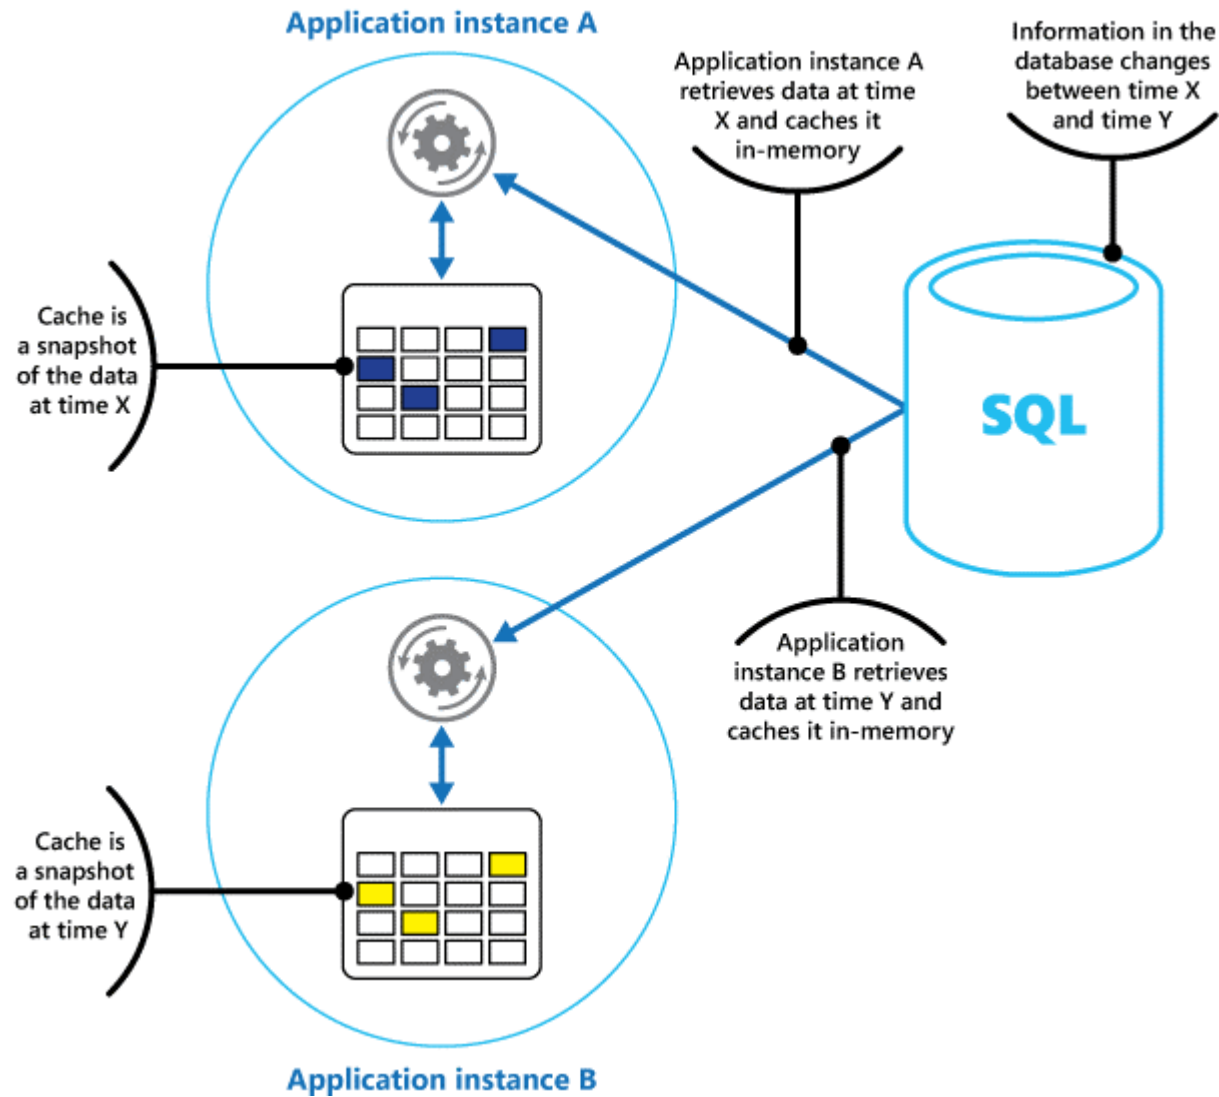 Application instance A
Application instance A
retrieves data at time
X and caches it
in-memory
Information in the
database changes
between time X
and time Y
Cache is
a snapshot
of the data
at time X
SQL
Application
instance B retrieves
data at time Y and
caches it in-memory
Cache is
a snapshot
of the data
at time Y
Application instance B